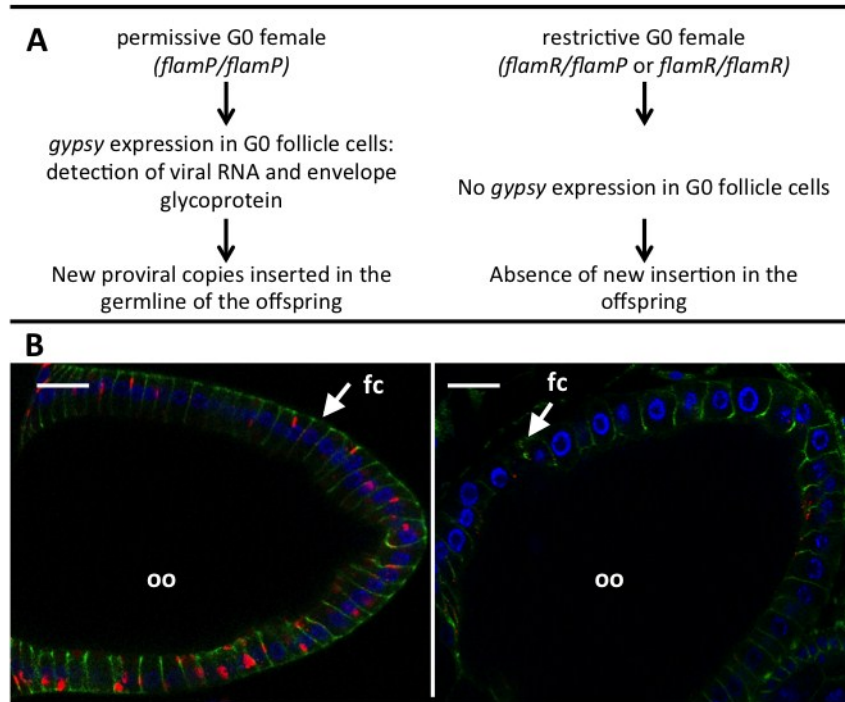 A
permissive G0 female
(flamP/flamP)
gypsy expression in G0 follicle cells:
detection of viral RNA and envelope
glycoprotein
New proviral copies inserted in the
germline of the offspring
restrictive G0 female
(flamR/flamP or flamR/flamR)
No gypsy expression in G0 follicle cells
Absence of new insertion in the
offspring
B
fc
oo
fc
oo